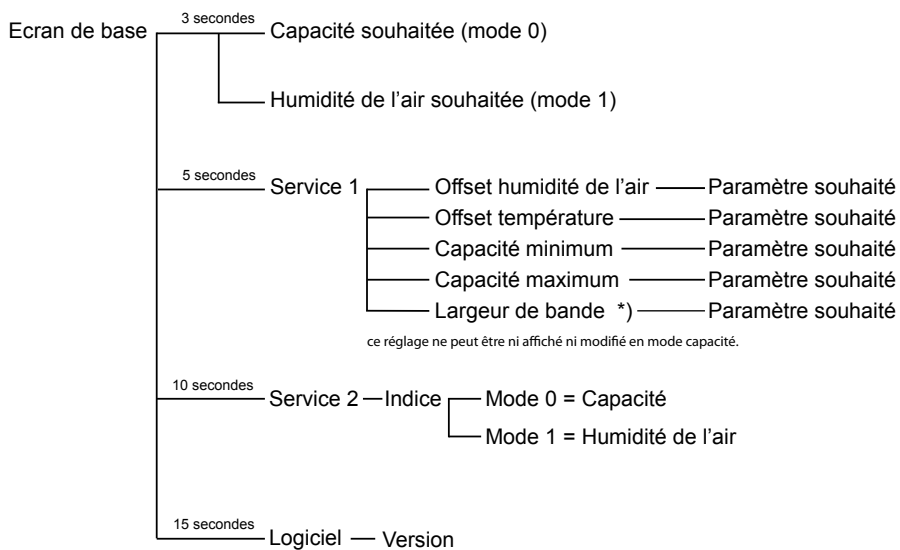 3 secondes
Ecran de base Capacité souhaitée (mode 0)
Humidité de l'air souhaitée (mode 1)
5 secondes
Service 1 Offset humidité de l'air Paramètre souhaité
Offset température Paramètre souhaité
Capacité minimum Paramètre souhaité
Capacité maximum Paramètre souhaité
Largeur de bande *) Paramètre souhaité
ce réglage ne peut être ni affiché ni modifié en mode capacité.
10 secondes
Service 2 Indice Mode 0 = Capacité
Mode 1 = Humidité de l'air
15 secondes
Logiciel Version